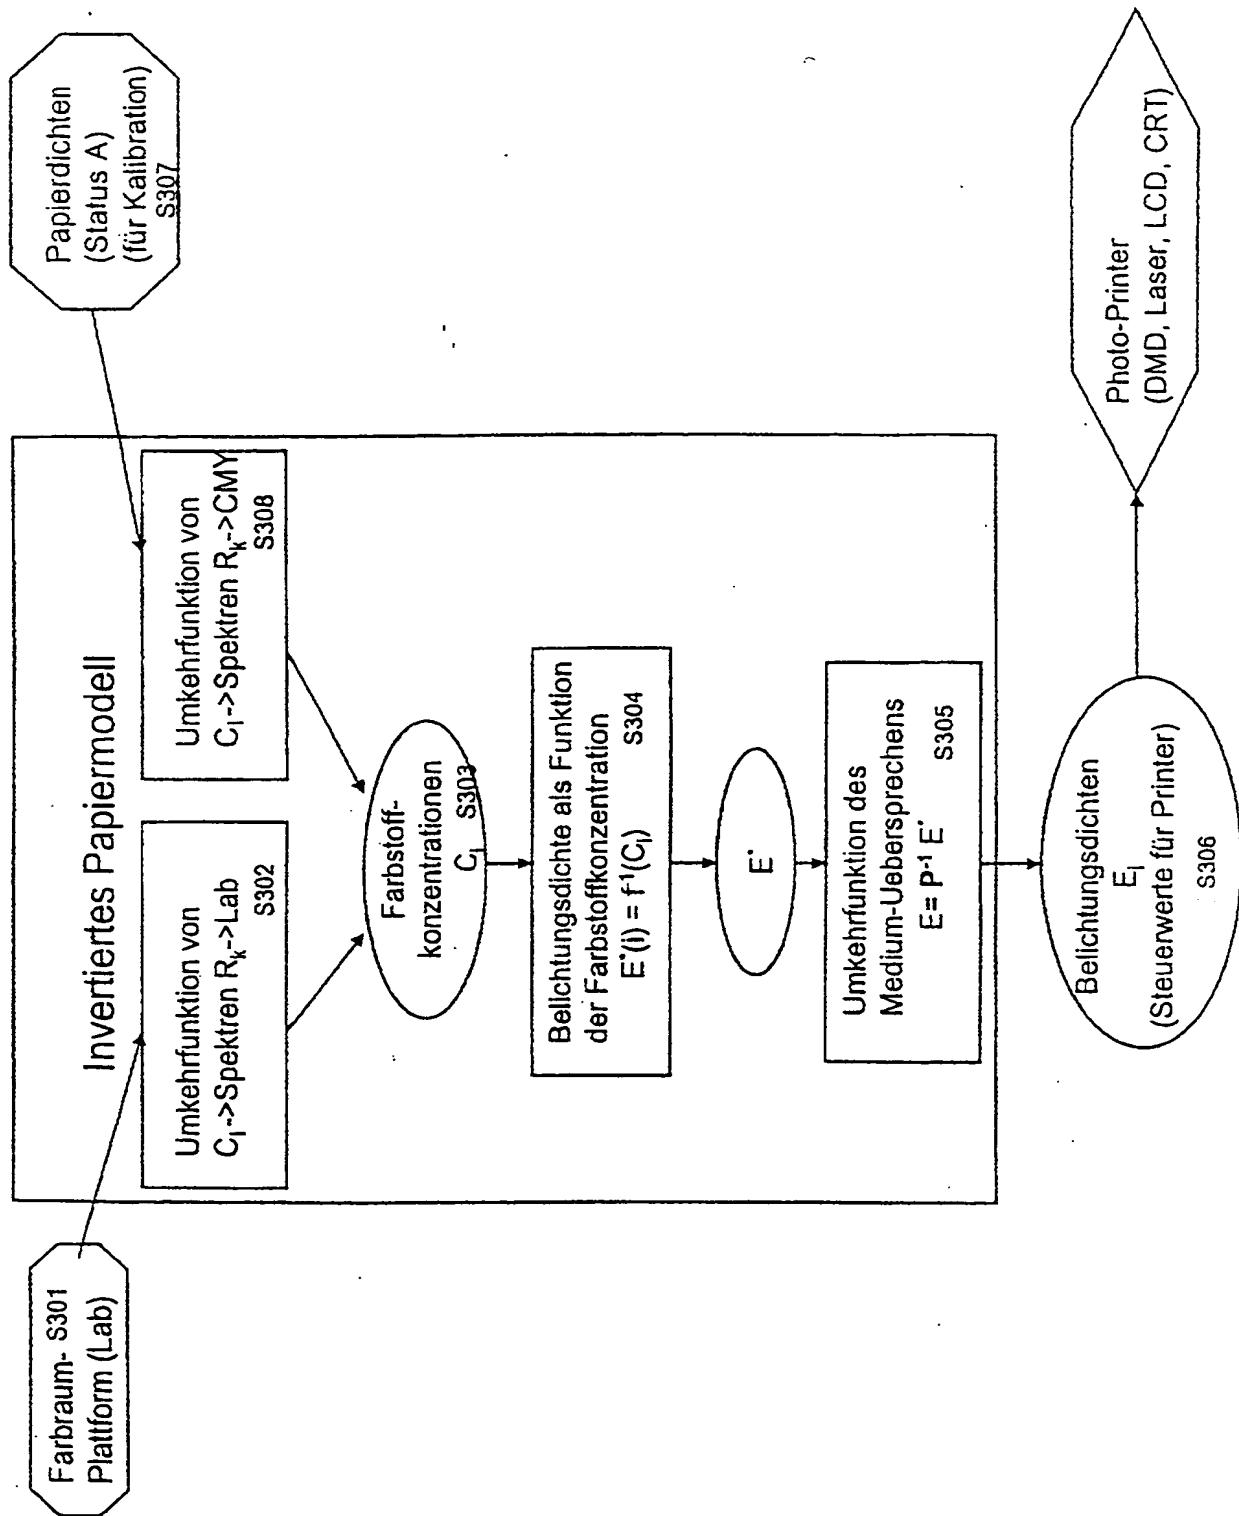 Farbraum- S301
Plattform (Lab)
Papierdichten
(Status A)
(für Kalibration)
S307
Invertiertes Papiermodell
Umkehrfunktion von
C_l->Spektren R_k->Lab
S302
Umkehrfunktion von
C_l->Spektren R_k->CMY
S308
Farbstoff-
konzentrationen
C_l S303
Belichtungsdichte als Funktion
der Farbstoffkonzentration
E*(i) = f^1(C_l) S304
E*
Umkehrfunktion des
Medium-Uebersprechens
E= P^-1 E* S305
Belichtungsdichten
E_l
(Steuerwerte für Printer)
S306
Photo-Printer
(DMD, Laser, LCD, CRT)